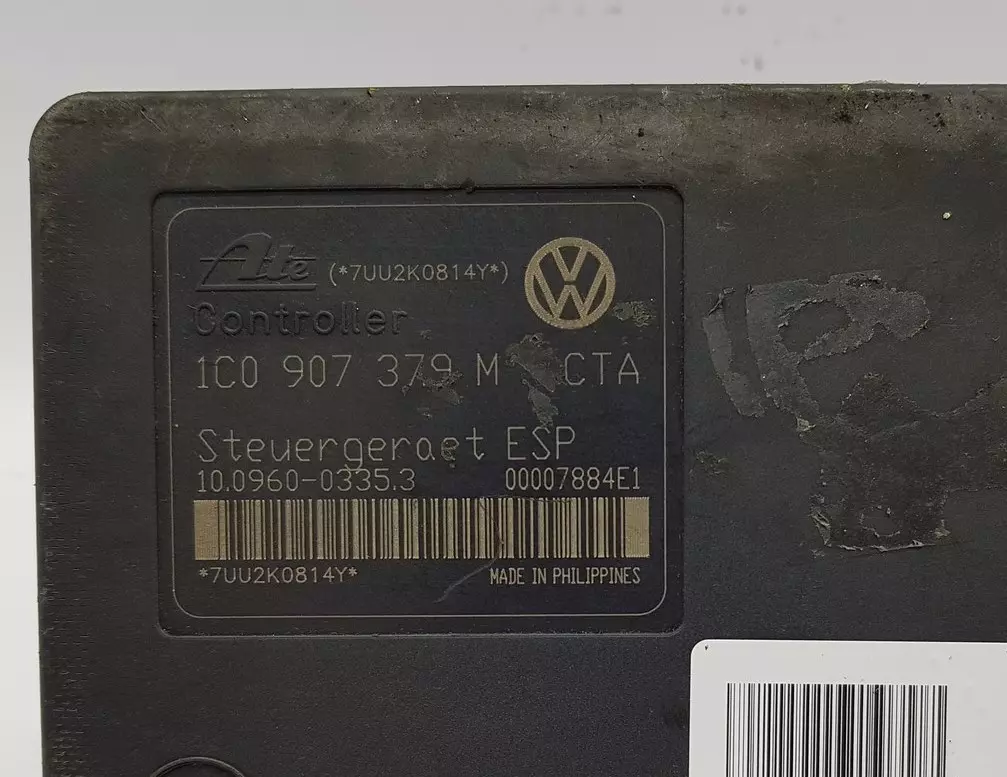 Ate (*7UU2K0814Y*)
Controller
1C0 907 379 M CTA
Steuergeraet ESP
10.0960-0335.3 00007884E1
*7UU2K0814Y* MADE IN PHILIPPINES